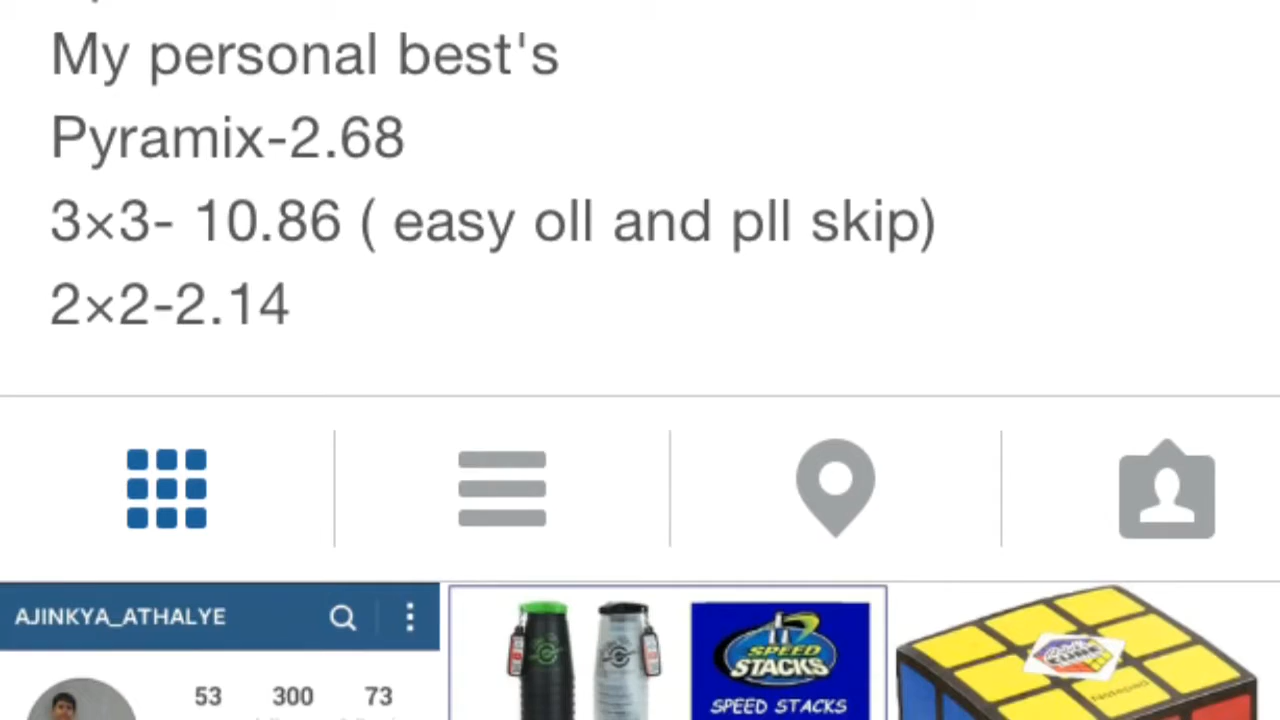 My personal best's
Pyramix-2.68
3×3- 10.86 ( easy oll and pll skip)
2×2-2.14
AJINKYA_ATHALYE
53 300 73
SPEED
STACKS
SPEED STACKS
Notepad